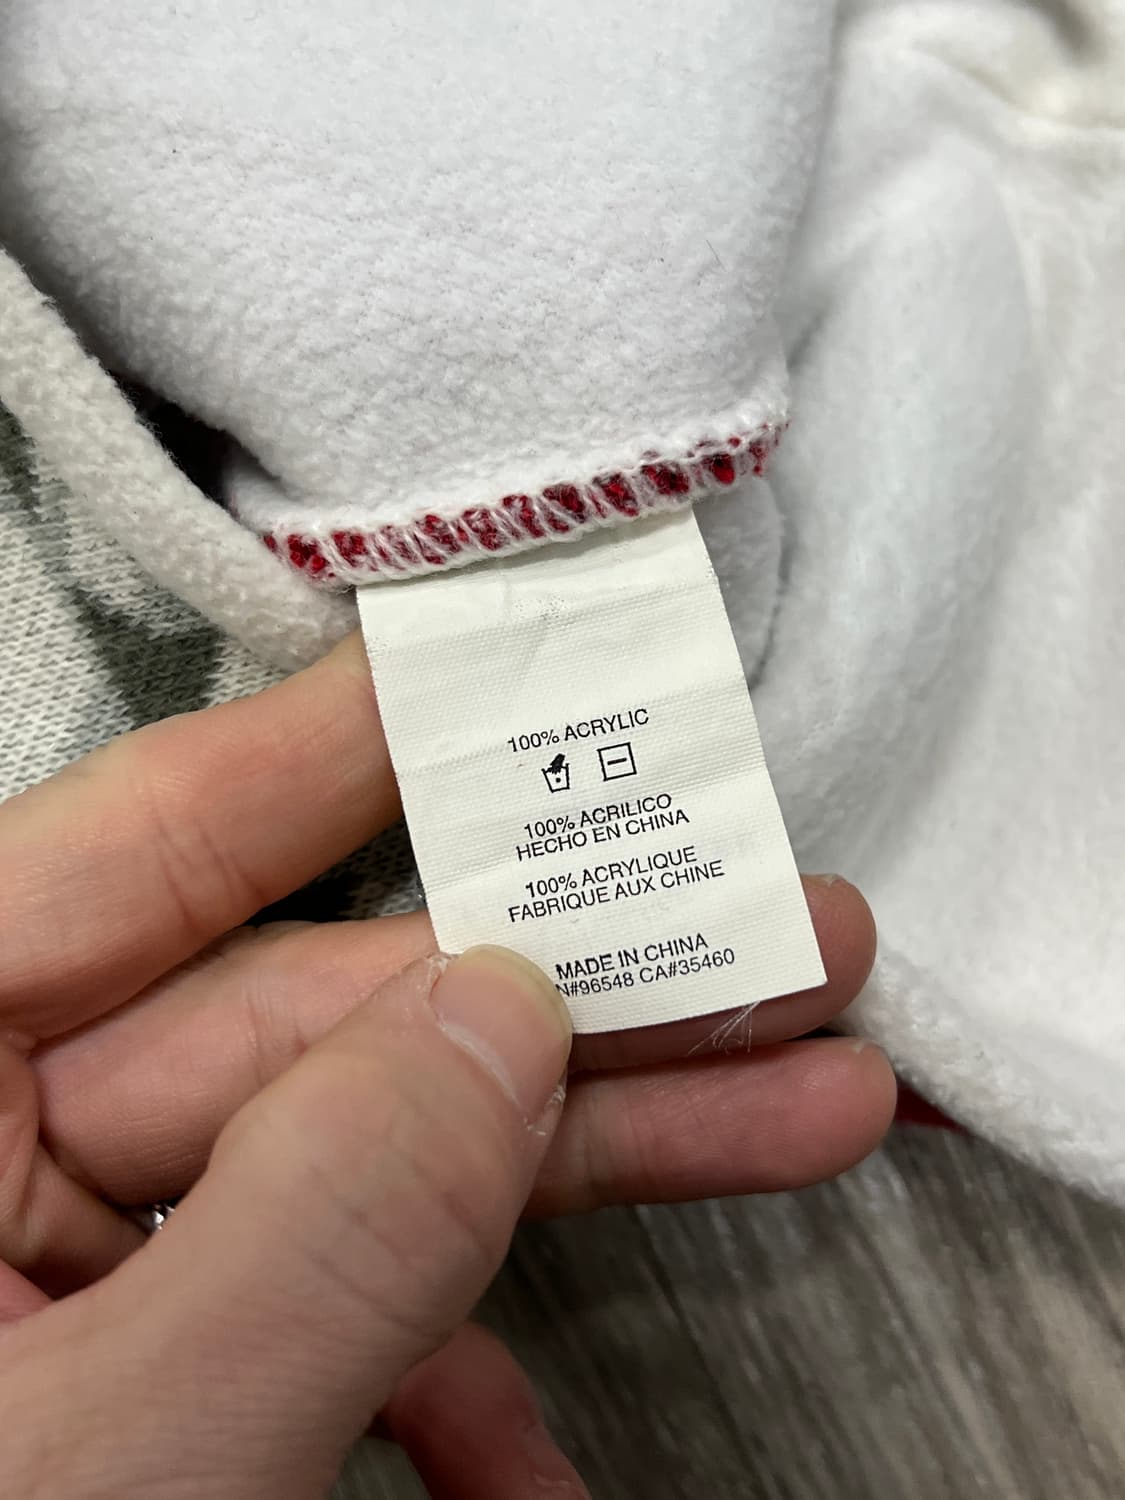 100% ACRYLIC
100% ACRILICO
HECHO EN CHINA
100% ACRYLIQUE
FABRIQUE AUX CHINE
MADE IN CHINA
N#96548 CA#35460